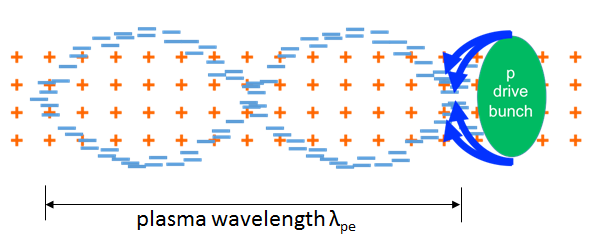 p
drive
bunch
plasma wavelength λpe